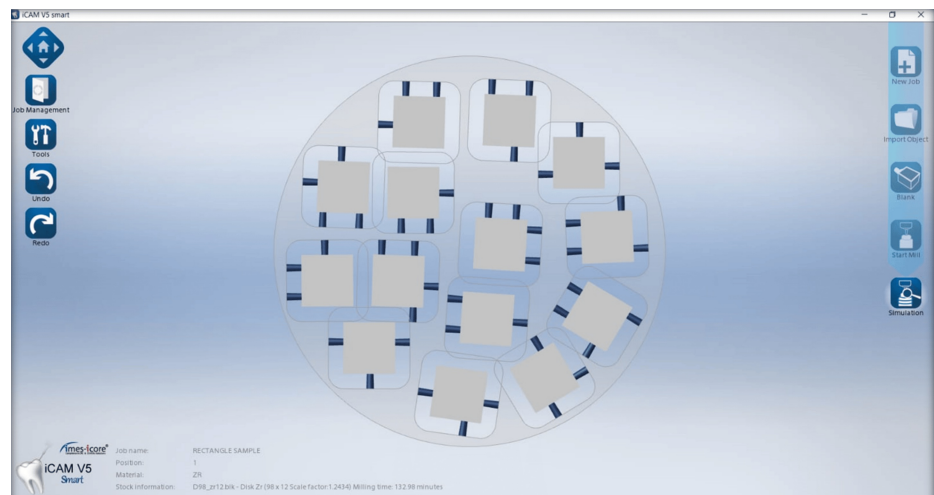 iCAM V5 smart
Job Management
Tools
Undo
Redo
New Job
Import Object
Blank
Start Mill
Simulation
imes-icore®
iCAM V5
Smart
Job name: RECTANGLE SAMPLE
Position: 1
Material: ZR
Stock information: D98_zr12.blk - Disk Zr (98 x 12 Scale factor:1.2434) Milling time: 132.98 minutes